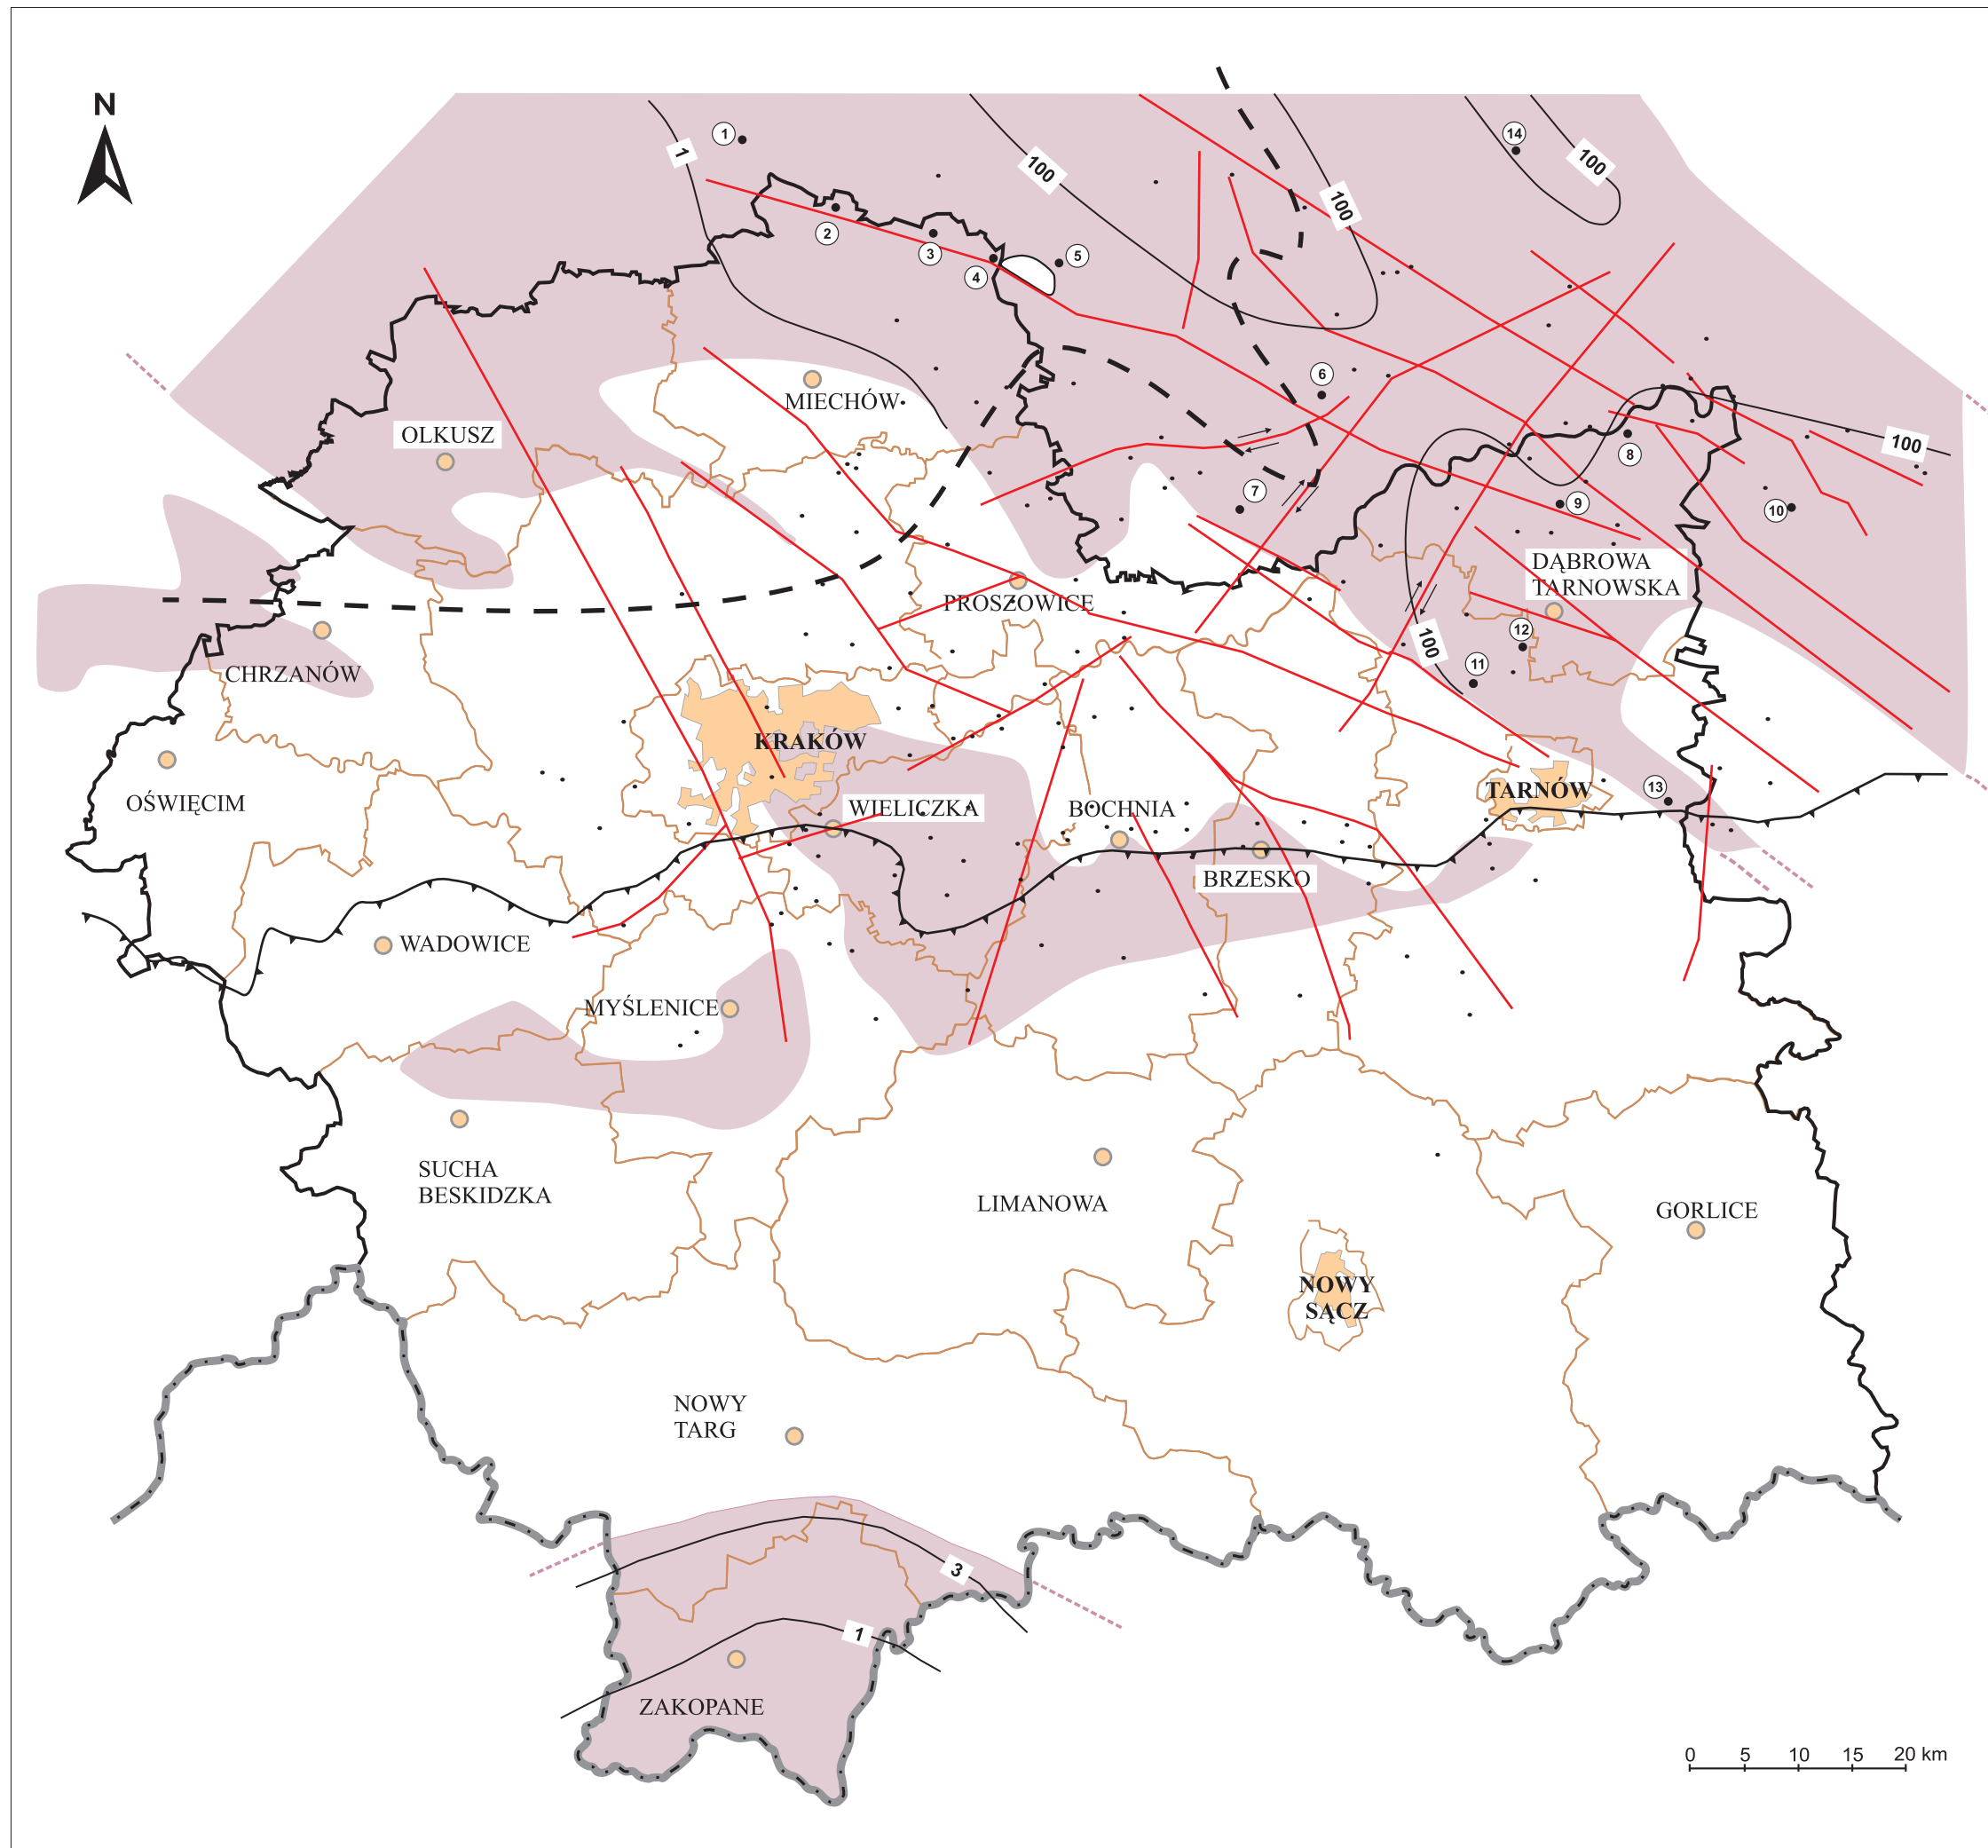 N
1
1
100
100
14
100
2
3
4
5
6
MIECHÓW
OLKUSZ
100
8
7
9
10
DĄBROWA
TARNOWSKA
PROSZOWICE
12
100
11
CHRZANÓW
KRAKÓW
OŚWIĘCIM
WIELICZKA
BOCHNIA
TARNÓW
13
BRZESKO
WADOWICE
MYŚLENICE
SUCHA
BESKIDZKA
LIMANOWA
GORLICE
NOWY
SĄCZ
NOWY
TARG
3
1
ZAKOPANE
0 5 10 15 20 km